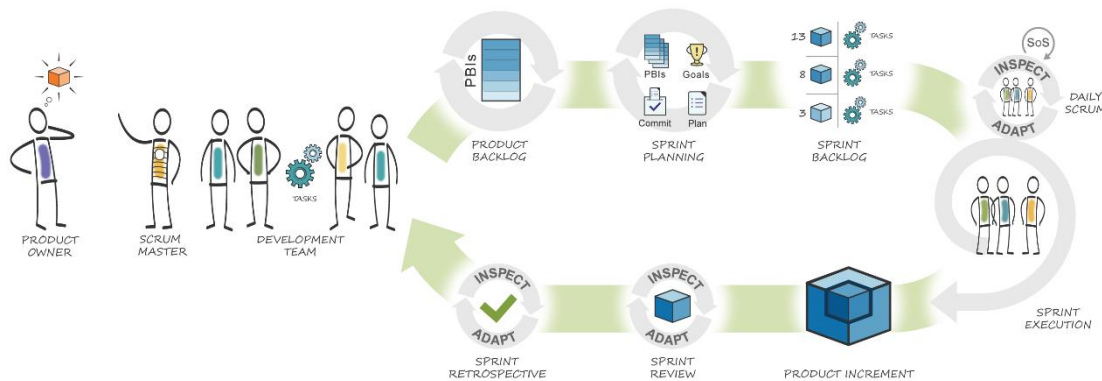 PRODUCT
OWNER
SCRUM
MASTER
TASKS
DEVELOPMENT
TEAM
PBIs
PRODUCT
BACKLOG
PBIs
Goals
Commit
Plan
SPRINT
PLANNING
13
TASKS
8
TASKS
3
TASKS
SPRINT
BACKLOG
SoS
INSPECT
ADAPT
DAILY
SCRUM
SPRINT
EXECUTION
PRODUCT INCREMENT
INSPECT
ADAPT
SPRINT
REVIEW
INSPECT
ADAPT
SPRINT
RETROSPECTIVE